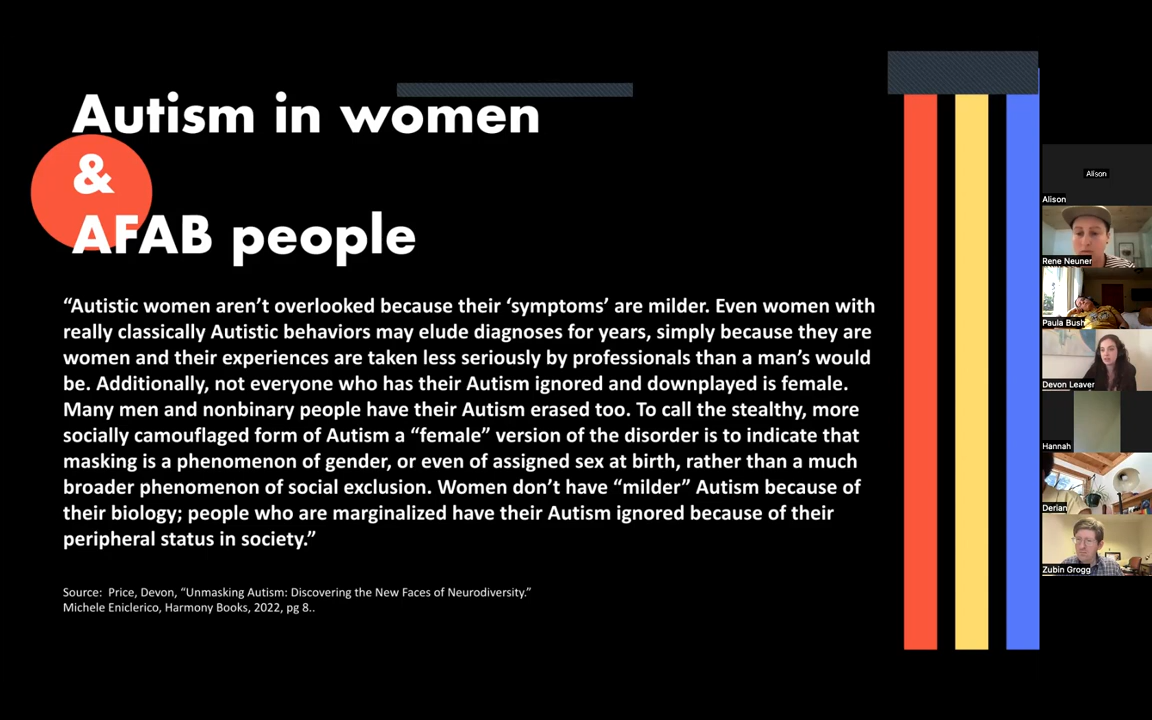 Autism in women
&
AFAB people
“Autistic women aren’t overlooked because their ‘symptoms’ are milder. Even women with
really classically Autistic behaviors may elude diagnoses for years, simply because they are
women and their experiences are taken less seriously by professionals than a man’s would
be. Additionally, not everyone who has their Autism ignored and downplayed is female.
Many men and nonbinary people have their Autism erased too. To call the stealthy, more
socially camouflaged form of Autism a “female” version of the disorder is to indicate that
masking is a phenomenon of gender, or even of assigned sex at birth, rather than a much
broader phenomenon of social exclusion. Women don’t have “milder” Autism because of
their biology; people who are marginalized have their Autism ignored because of their
peripheral status in society.”
Source:  Price, Devon, “Unmasking Autism: Discovering the New Faces of Neurodiversity.”
Michele Eniclerico, Harmony Books, 2022, pg 8..
Alison
Alison
Rene Neuner
Paula Bush
Devon Leaver
Hannah
Derian
Zubin Grogg